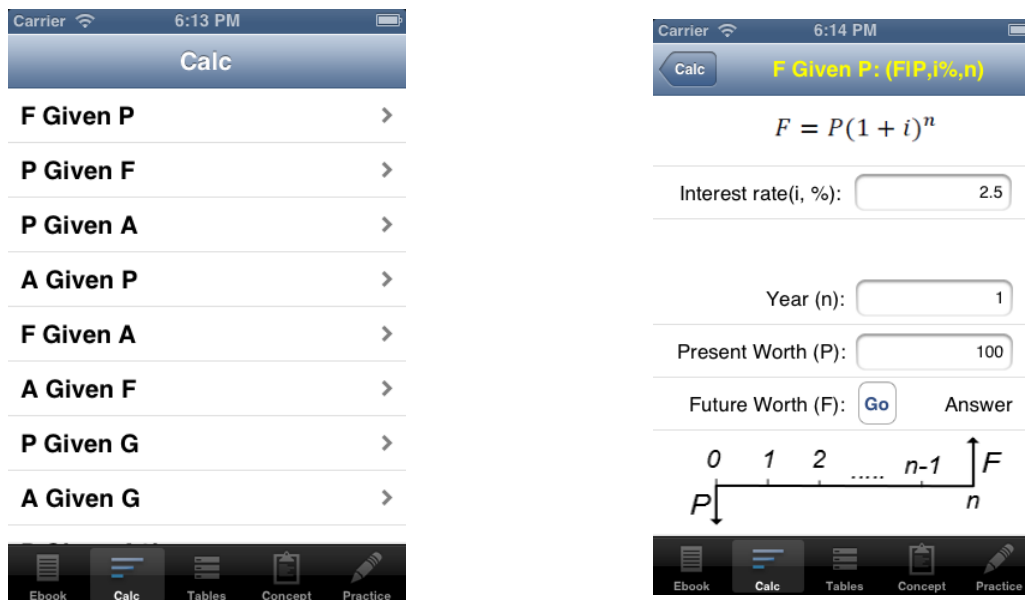 Carrier 6:13 PM
Calc
F Given P
P Given F
P Given A
A Given P
F Given A
A Given F
P Given G
A Given G
Ebook Calc Tables Concept Practice
Carrier 6:14 PM
Calc F Given P: (F|P,i%,n)
F = P(1 + i)^n
Interest rate(i, %): 2.5
Year (n): 1
Present Worth (P): 100
Future Worth (F): Go Answer
0 1 2 ..... n-1 F
P n
Ebook Calc Tables Concept Practice